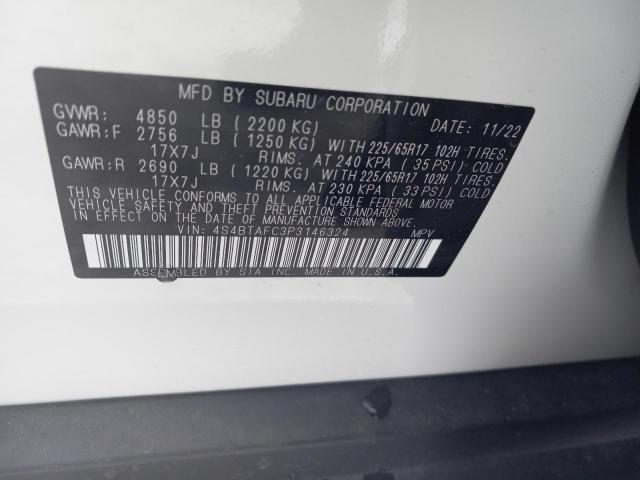 MFD BY SUBARU CORPORATION
GVWR: 4850 LB ( 2200 KG) DATE: 11/22
GAWR:F 2756 LB ( 1250 KG) WITH 225/65R17 102H TIRES.
17X7J RIMS. AT 240 KPA ( 35 PSI) COLD
GAWR:R 2690 LB ( 1220 KG) WITH 225/65R17 102H TIRES.
17X7J RIMS. AT 230 KPA ( 33 PSI) COLD
THIS VEHICLE CONFORMS TO ALL APPLICABLE FEDERAL MOTOR
VEHICLE SAFETY AND THEFT PREVENTION STANDARDS
IN EFFECT ON THE DATE OF MANUFACTURE SHOWN ABOVE.
VIN: 4S4BTAFC3P3146324 MPV
ASSEMBLED BY SIA INC. MADE IN U.S.A.